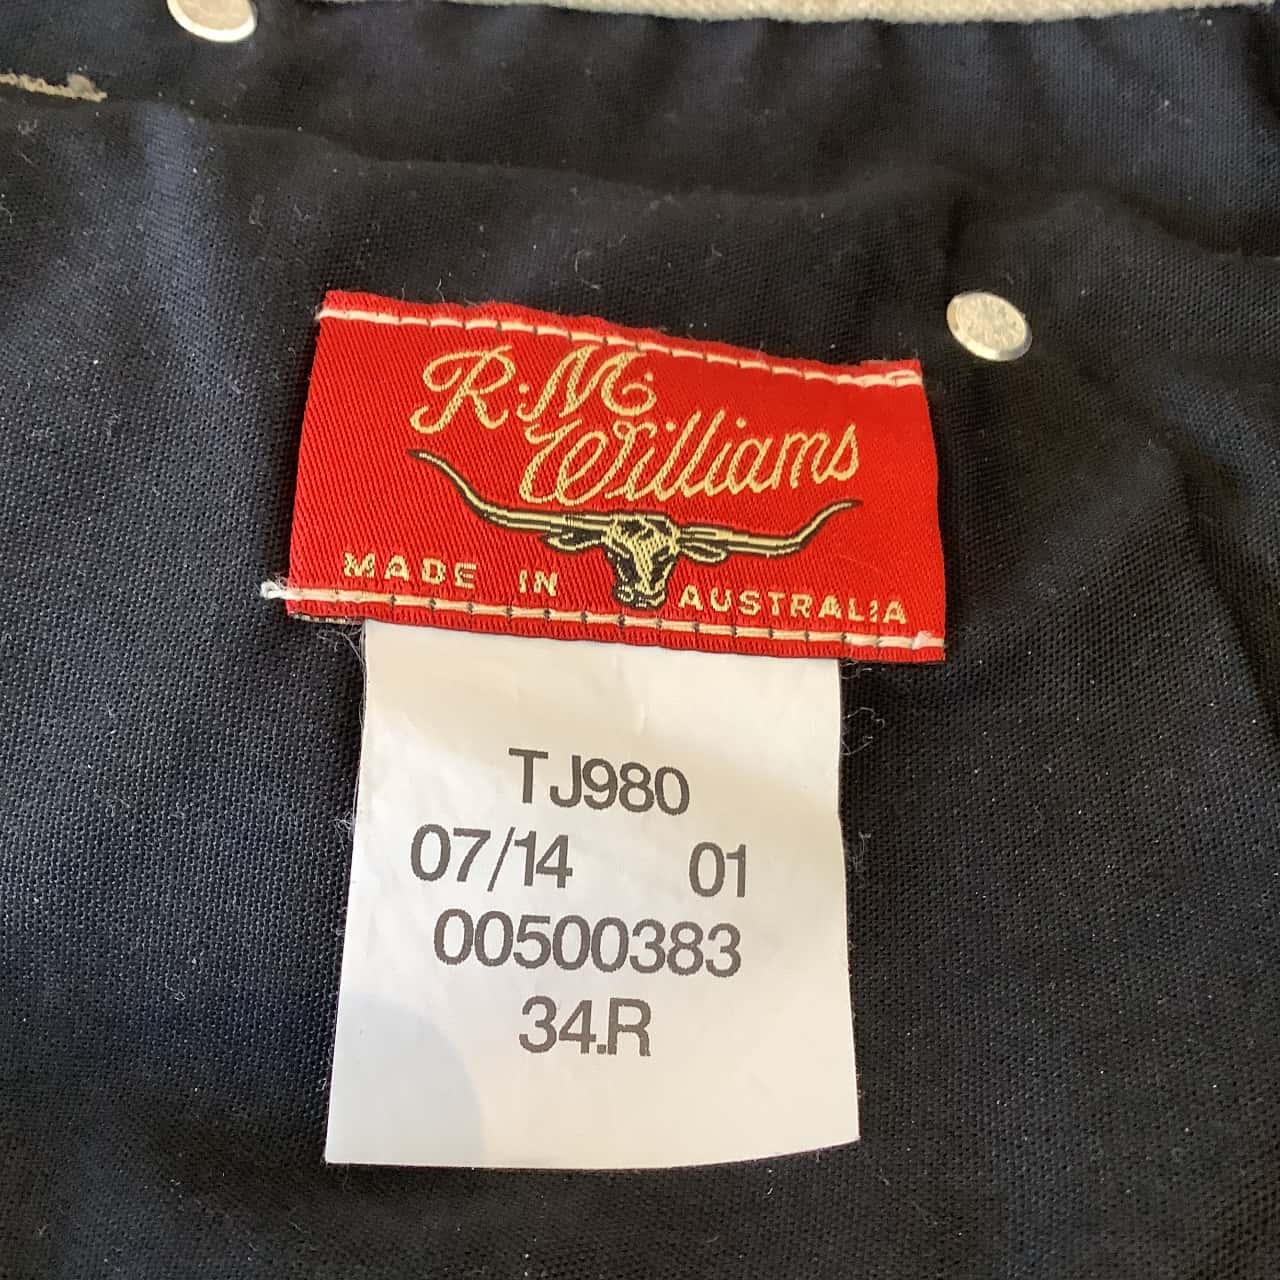 R.M.
Williams
MADE IN AUSTRALIA
TJ980
07/14 01
00500383
34.R